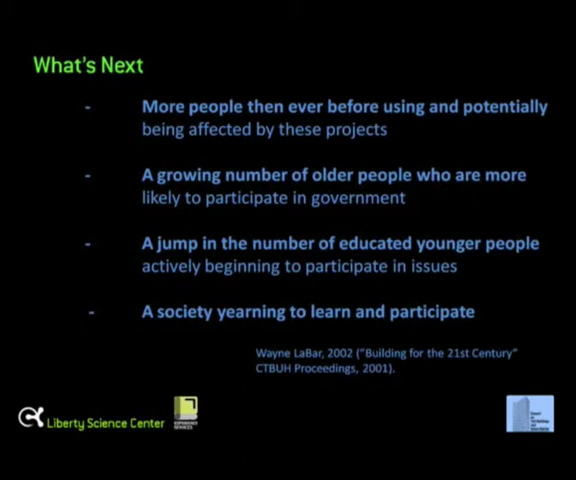 What's Next
- More people then ever before using and potentially
being affected by these projects
- A growing number of older people who are more
likely to participate in government
- A jump in the number of educated younger people
actively beginning to participate in issues
- A society yearning to learn and participate
Wayne LaBar, 2002 ("Building for the 21st Century"
CTBUH Proceedings, 2001).
Liberty Science Center
SERVICES